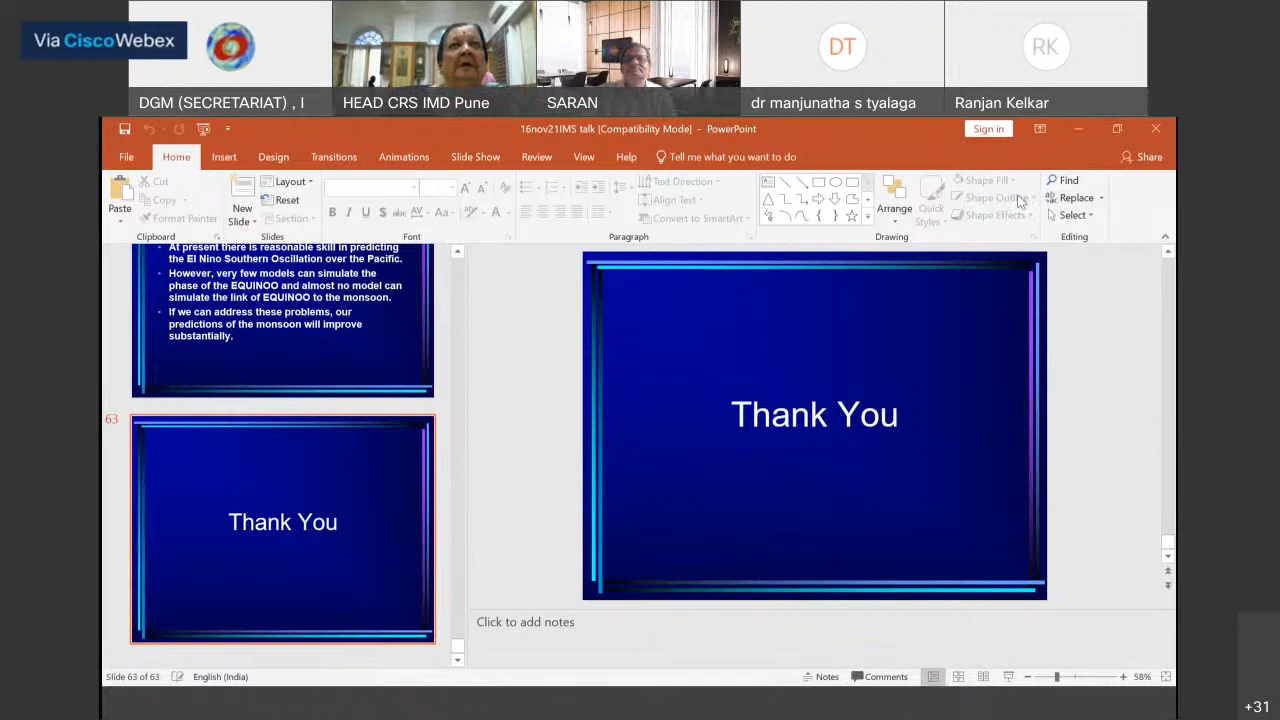 Via Cisco Webex
DGM (SECRETARIAT) , I
HEAD CRS IMD Pune
SARAN
DT
dr manjunatha s tyalaga
RK
Ranjan Kelkar
16nov21IMS talk [Compatibility Mode] - PowerPoint
Sign in
File Home Insert Design Transitions Animations Slide Show Review View Help Tell me what you want to do Share
Paste
Cut
Copy
Format Painter
Clipboard
New
Slide
Layout
Reset
Section
Slides
B I U S abc AV Aa A
Font
Text Direction
Align Text
Convert to SmartArt
Paragraph
Arrange
Quick
Styles
Shape Fill
Shape Outline
Shape Effects
Drawing
Find
Replace
Select
Editing
At present there is reasonable skill in predicting
the El Nino Southern Oscillation over the Pacific.
However, very few models can simulate the
phase of the EQUINOO and almost no model can
simulate the link of EQUINOO to the monsoon.
If we can address these problems, our
predictions of the monsoon will improve
substantially.
63
Thank You
Thank You
Click to add notes
Slide 63 of 63 English (India) Notes Comments 58%
+31